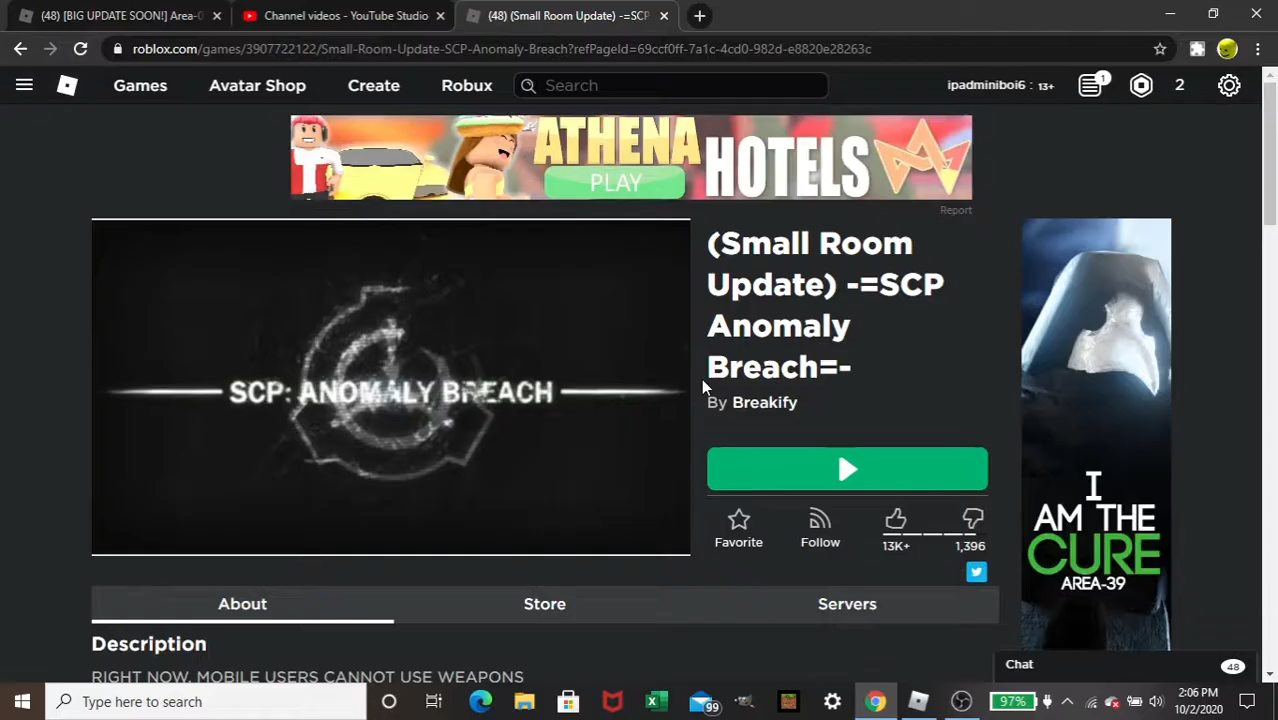 (48) [BIG UPDATE SOON!] Area-0
Channel videos - YouTube Studio
(48) (Small Room Update) -=SCP
roblox.com/games/3907722122/Small-Room-Update-SCP-Anomaly-Breach?refPageId=69ccf0ff-7a1c-4cd0-982d-e8820e28263c
Games
Avatar Shop
Create
Robux
Search
ipadminiboi6 : 13+
1
2
ATHENA
PLAY
HOTELS
Report
SCP: ANOMALY BREACH
(Small Room
Update) -=SCP
Anomaly
Breach=-
By Breakify
Favorite
Follow
13K+
1,396
I
AM THE
CURE
AREA-39
About
Store
Servers
Description
RIGHT NOW, MOBILE USERS CANNOT USE WEAPONS
Chat
48
Type here to search
99
97%
2:06 PM
10/2/2020